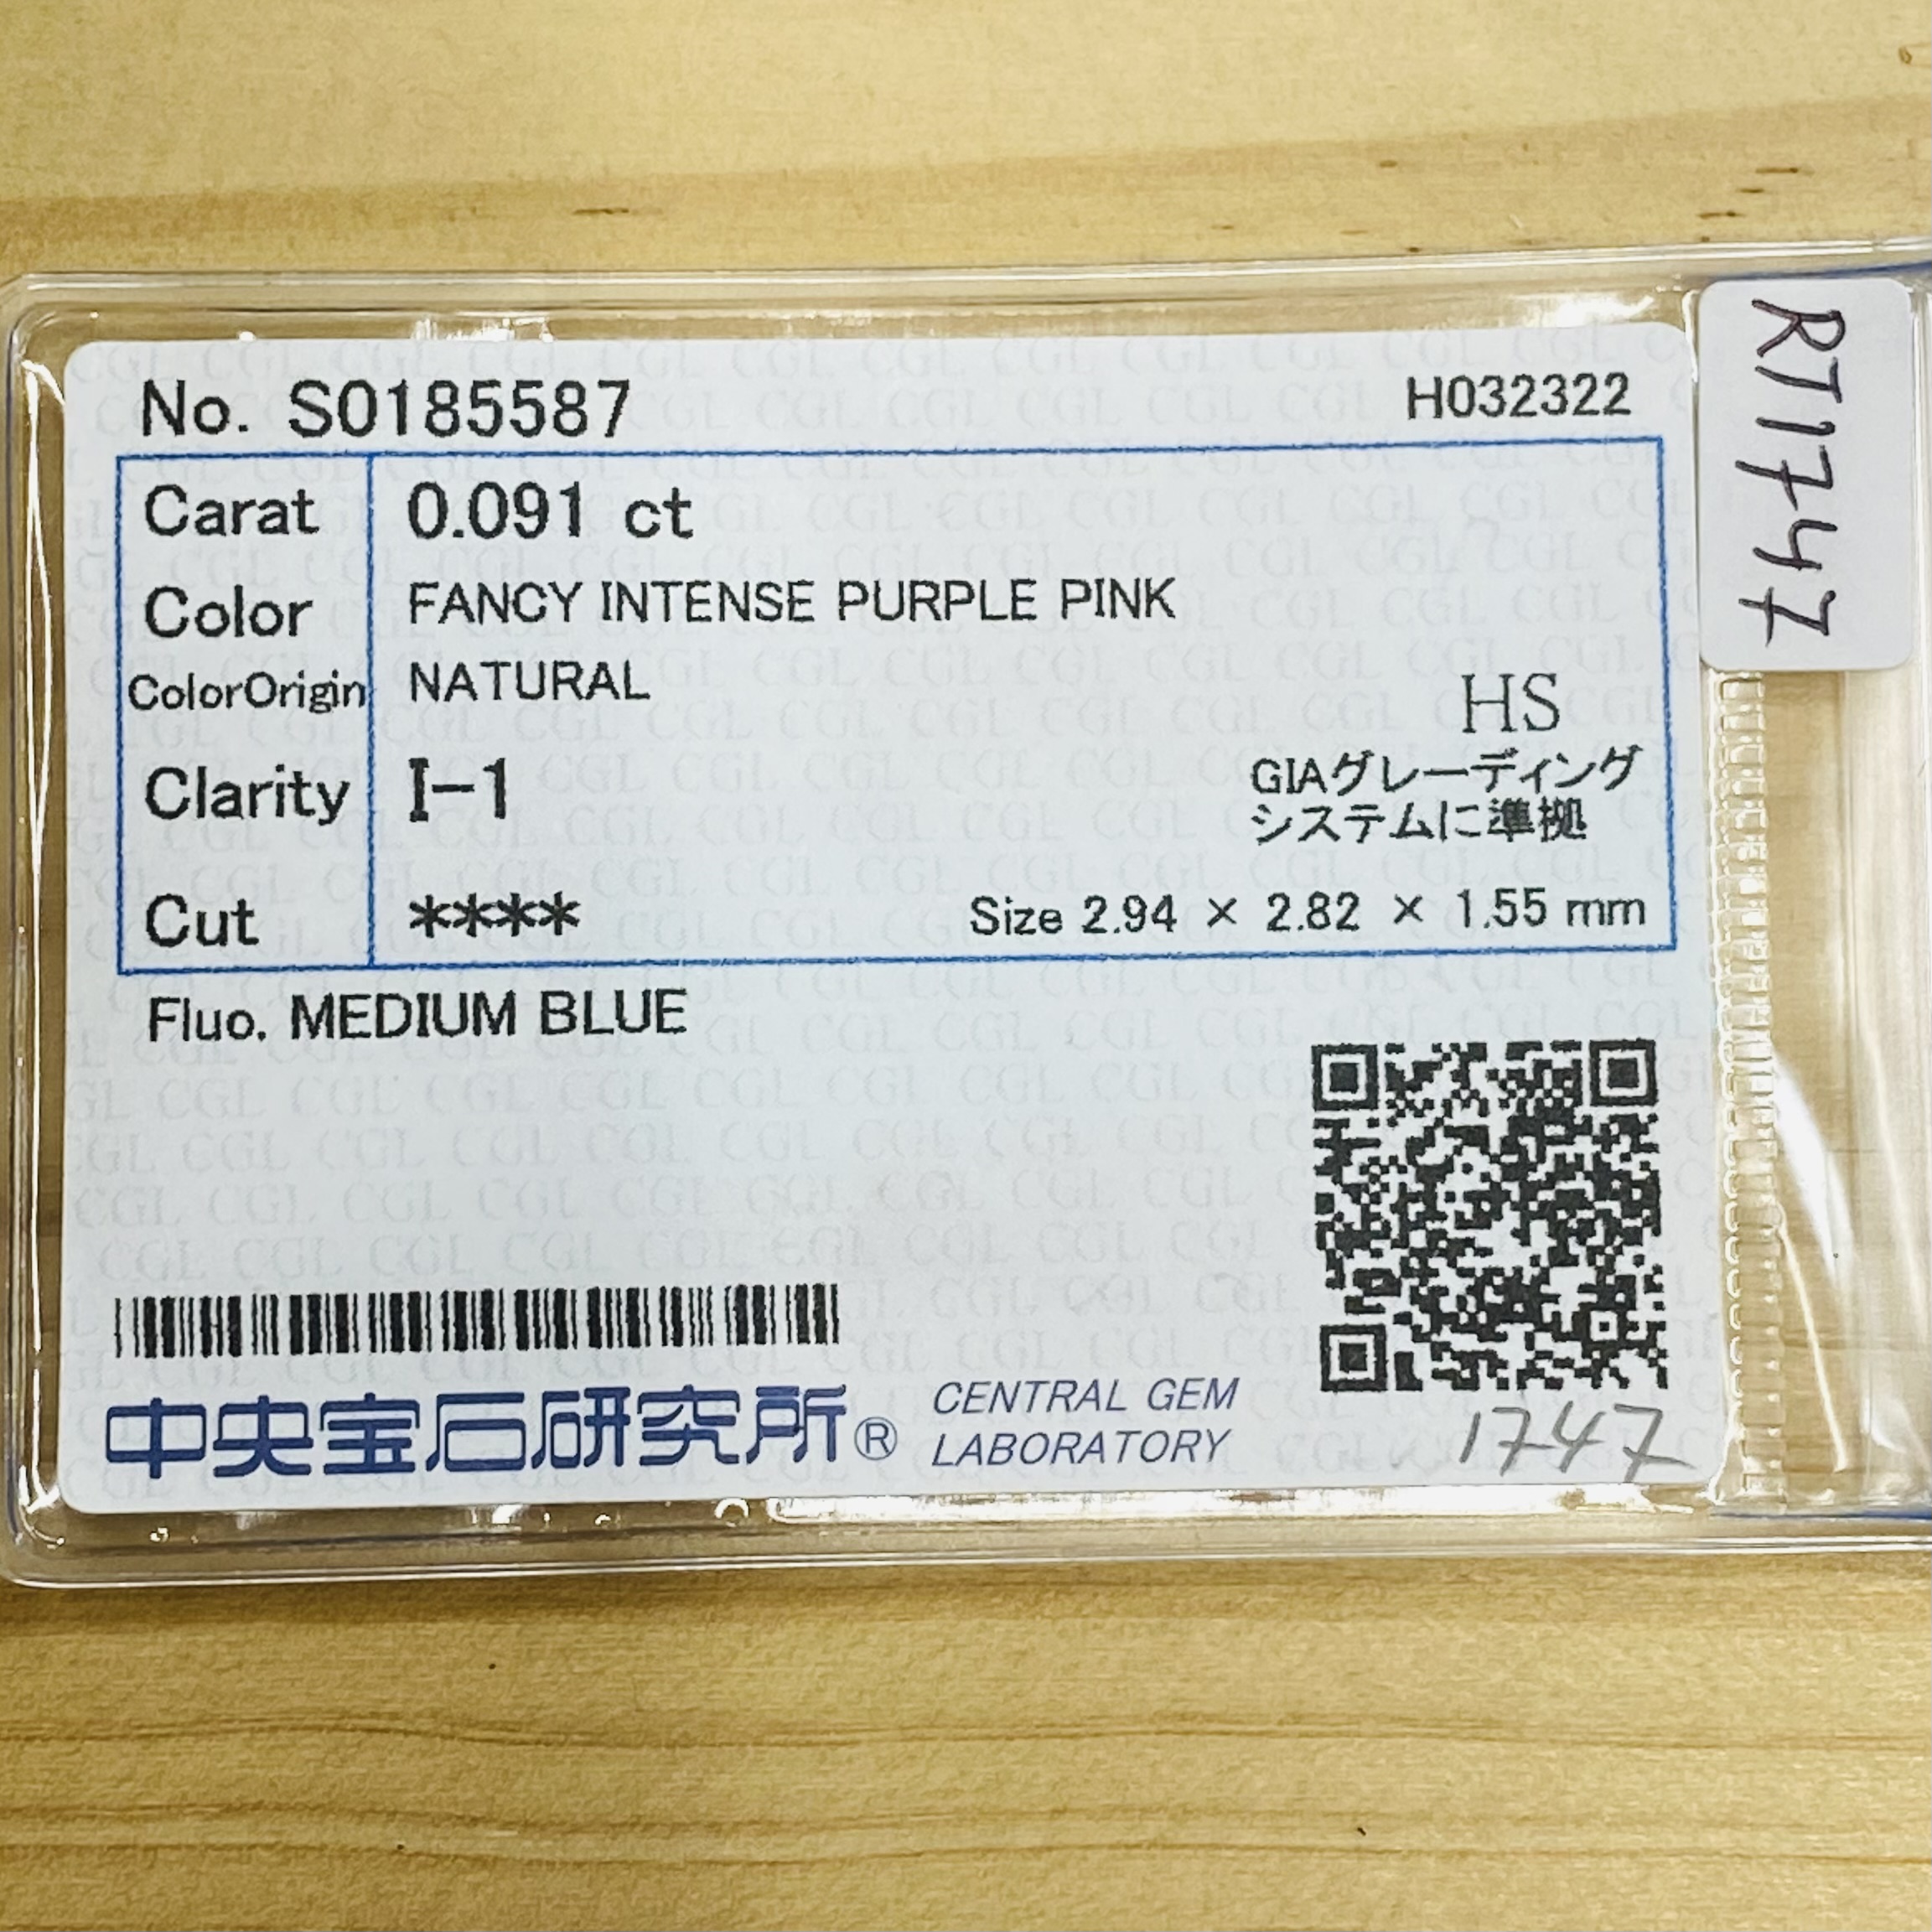 No. S0185587
H032322
RT1747
Carat 0.091 ct
Color FANCY INTENSE PURPLE PINK
ColorOrigin NATURAL
HS
Clarity I-1
GIAグレーディング
システムに準拠
Cut ****
Size 2.94 × 2.82 × 1.55 mm
Fluo. MEDIUM BLUE
中央宝石研究所®
CENTRAL GEM
LABORATORY
1747